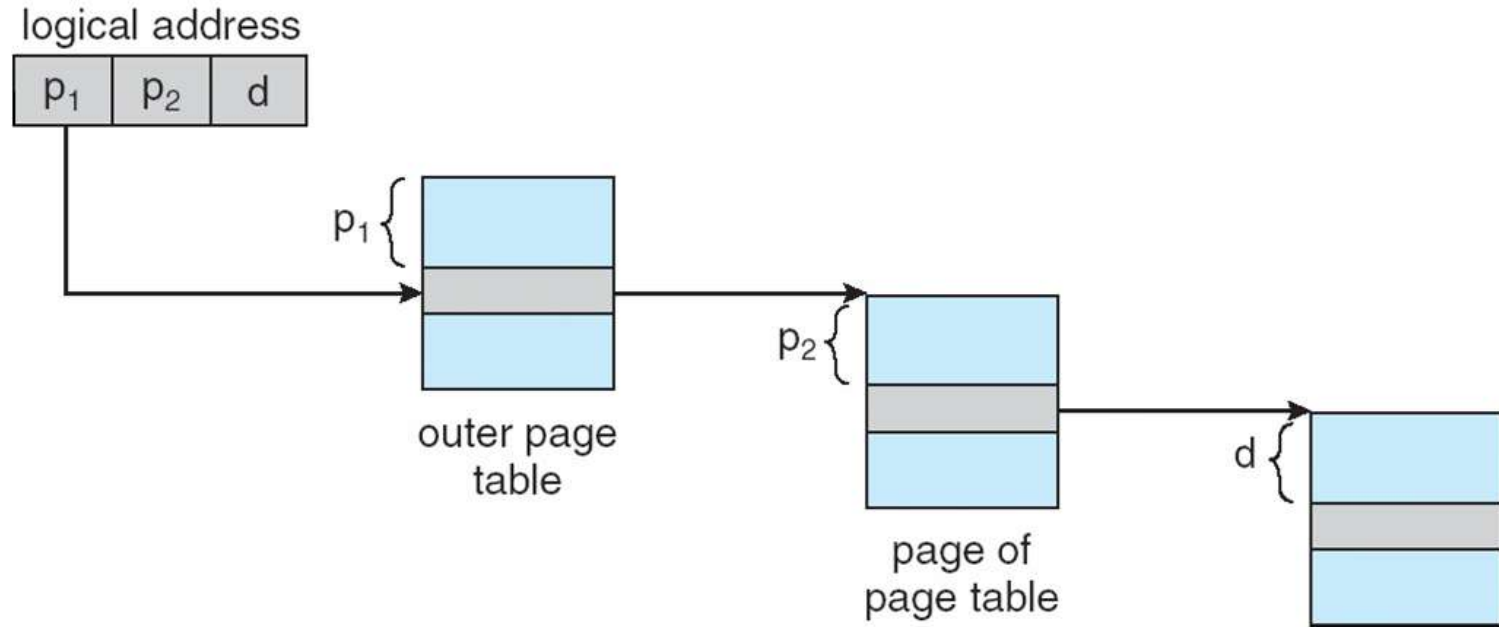 logical address
p₁ p₂ d
p₁
p₂
outer page
table
d
page of
page table